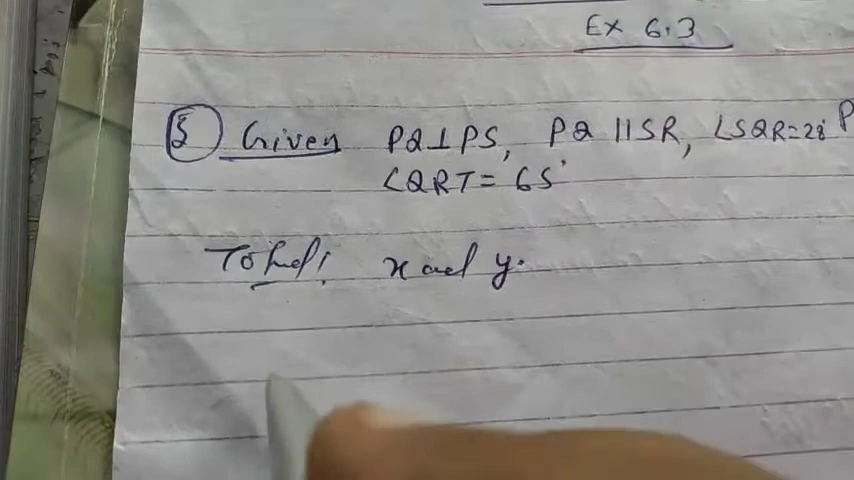 Ex 6.3
5 Given PQ⊥PS, PQ || SR, ∠SQR=28° P
∠QRT = 65°
To find: x and y.